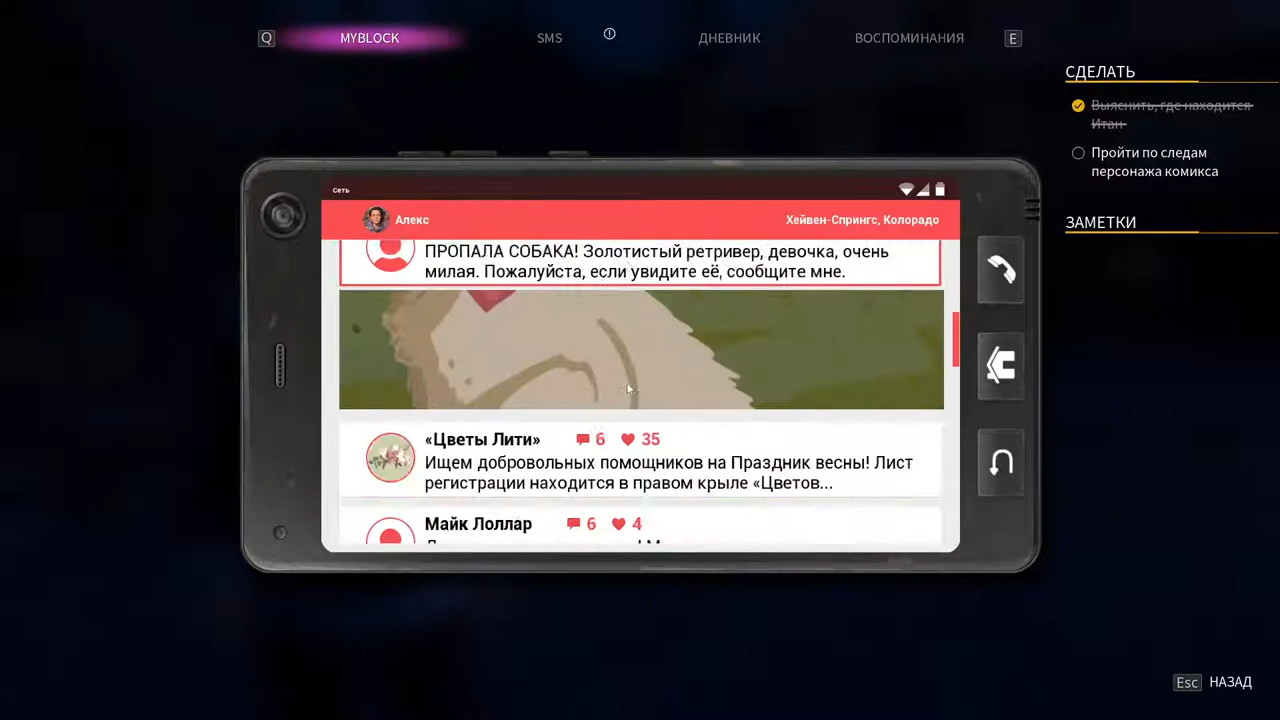 Q MYBLOCK SMS ДНЕВНИК ВОСПОМИНАНИЯ E
СДЕЛАТЬ
Выяснить, где находится
Итан
Пройти по следам
персонажа комикса
ЗАМЕТКИ
Сеть
Алекс Хейвен-Спрингс, Колорадо
ПРОПАЛА СОБАКА! Золотистый ретривер, девочка, очень
милая. Пожалуйста, если увидите её, сообщите мне.
«Цветы Лити» 6 35
Ищем добровольных помощников на Праздник весны! Лист
регистрации находится в правом крыле «Цветов...
Майк Лоллар 6 4
Esc НАЗАД